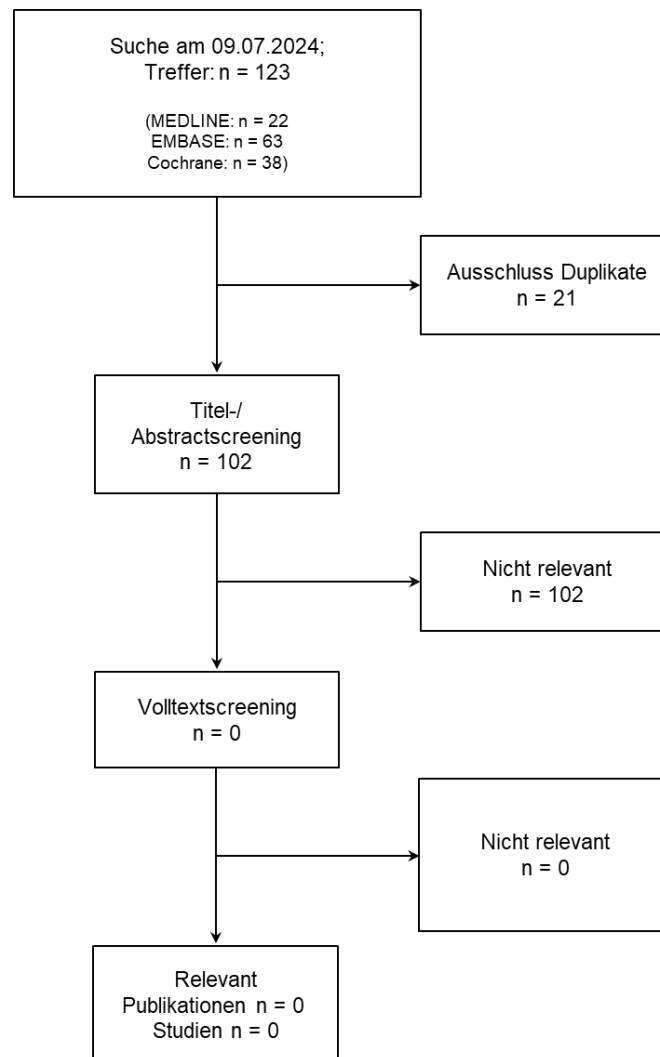 Suche am 09.07.2024;
Treffer: n = 123
(MEDLINE: n = 22
EMBASE: n = 63
Cochrane: n = 38)
Ausschluss Duplikate
n = 21
Titel-/
Abstractscreening
n = 102
Nicht relevant
n = 102
Volltextscreening
n = 0
Nicht relevant
n = 0
Relevant
Publikationen n = 0
Studien n = 0